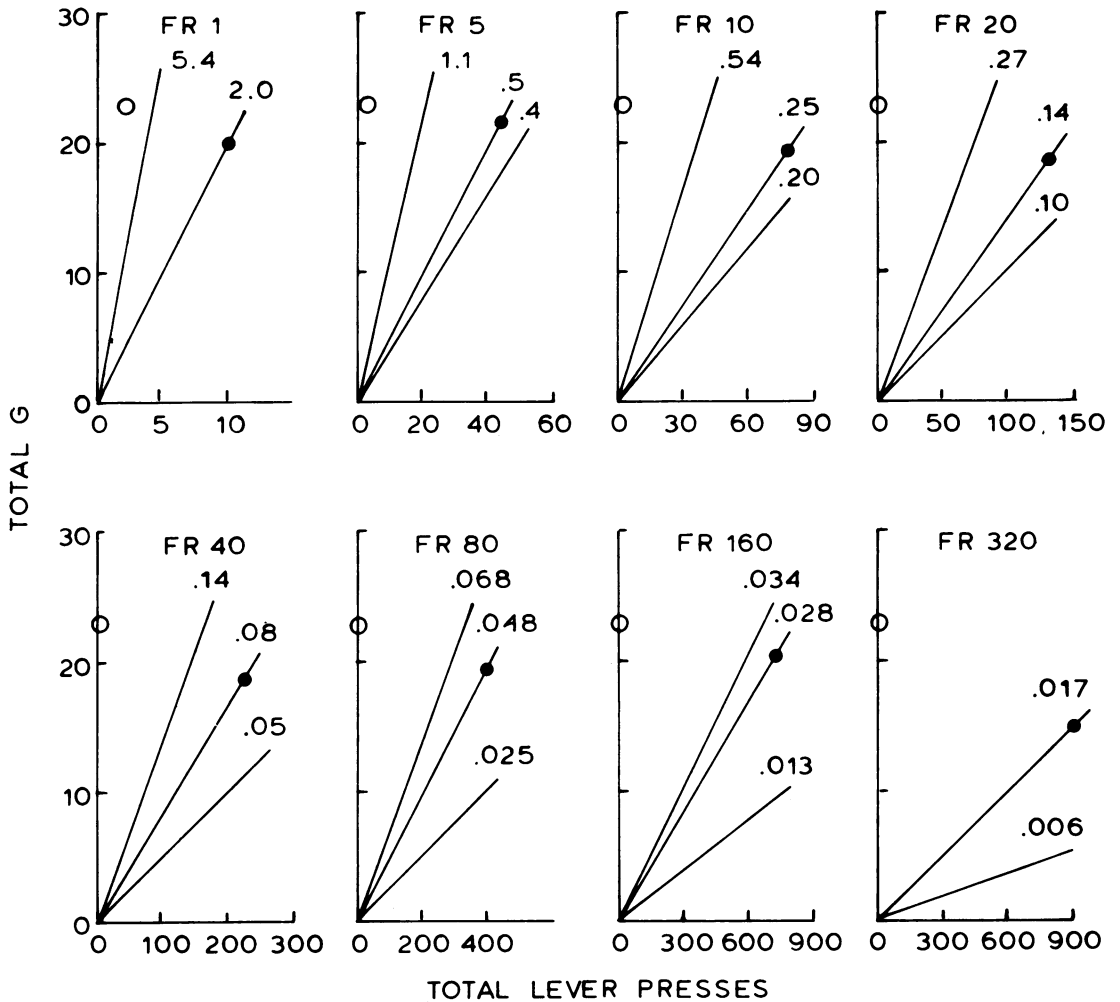 FR 1
FR 5
FR 10
FR 20
30
20
10
0
5.4
2.0
1.1
.5
.4
.54
.25
.20
.27
.14
.10
0 5 10
0 20 40 60
0 30 60 90
0 50 100 150
TOTAL G
FR 40
FR 80
FR 160
FR 320
30
20
10
0
.14
.08
.05
.068
.048
.025
.034
.028
.013
.017
.006
0 100 200 300
0 200 400
0 300 600 900
0 300 600 900
TOTAL LEVER PRESSES